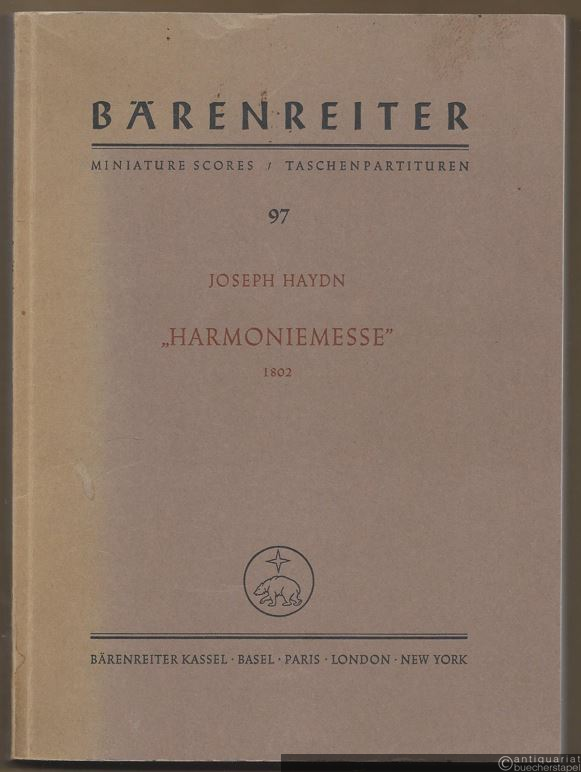 BÄRENREITER
MINIATURE SCORES / TASCHENPARTITUREN
97
JOSEPH HAYDN
„HARMONIEMESSE”
1802
BÄRENREITER KASSEL · BASEL · PARIS · LONDON · NEW YORK
©antiquariat
buecherstapel